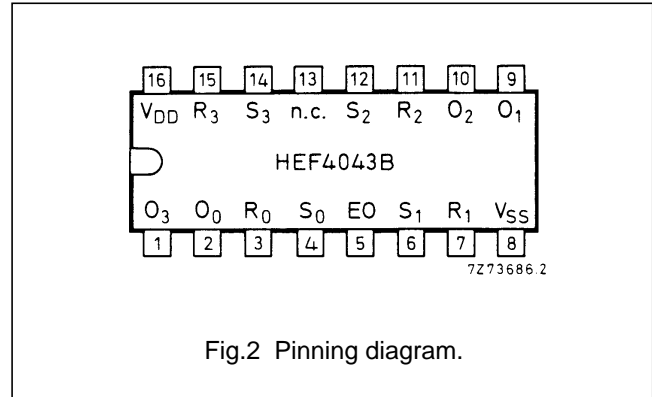 16 15 14 13 12 11 10 9
VDD R3 S3 n.c. S2 R2 O2 O1
HEF4043B
O3 O0 R0 S0 EO S1 R1 VSS
1 2 3 4 5 6 7 8
7Z73686.2
Fig.2 Pinning diagram.